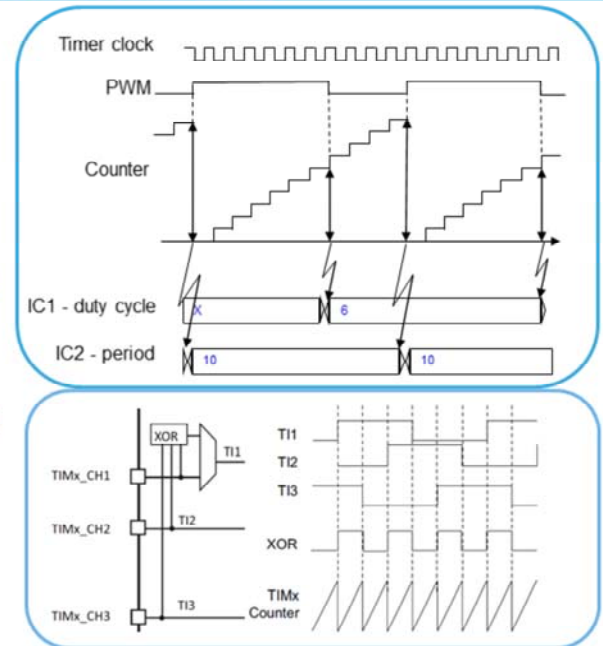 Timer clock
PWM
Counter
IC1 - duty cycle
X
6
IC2 - period
10
10
XOR
TI1
TIMx_CH1
TIMx_CH2
TI2
TIMx_CH3
TI3
TI1
TI2
TI3
XOR
TIMx
Counter